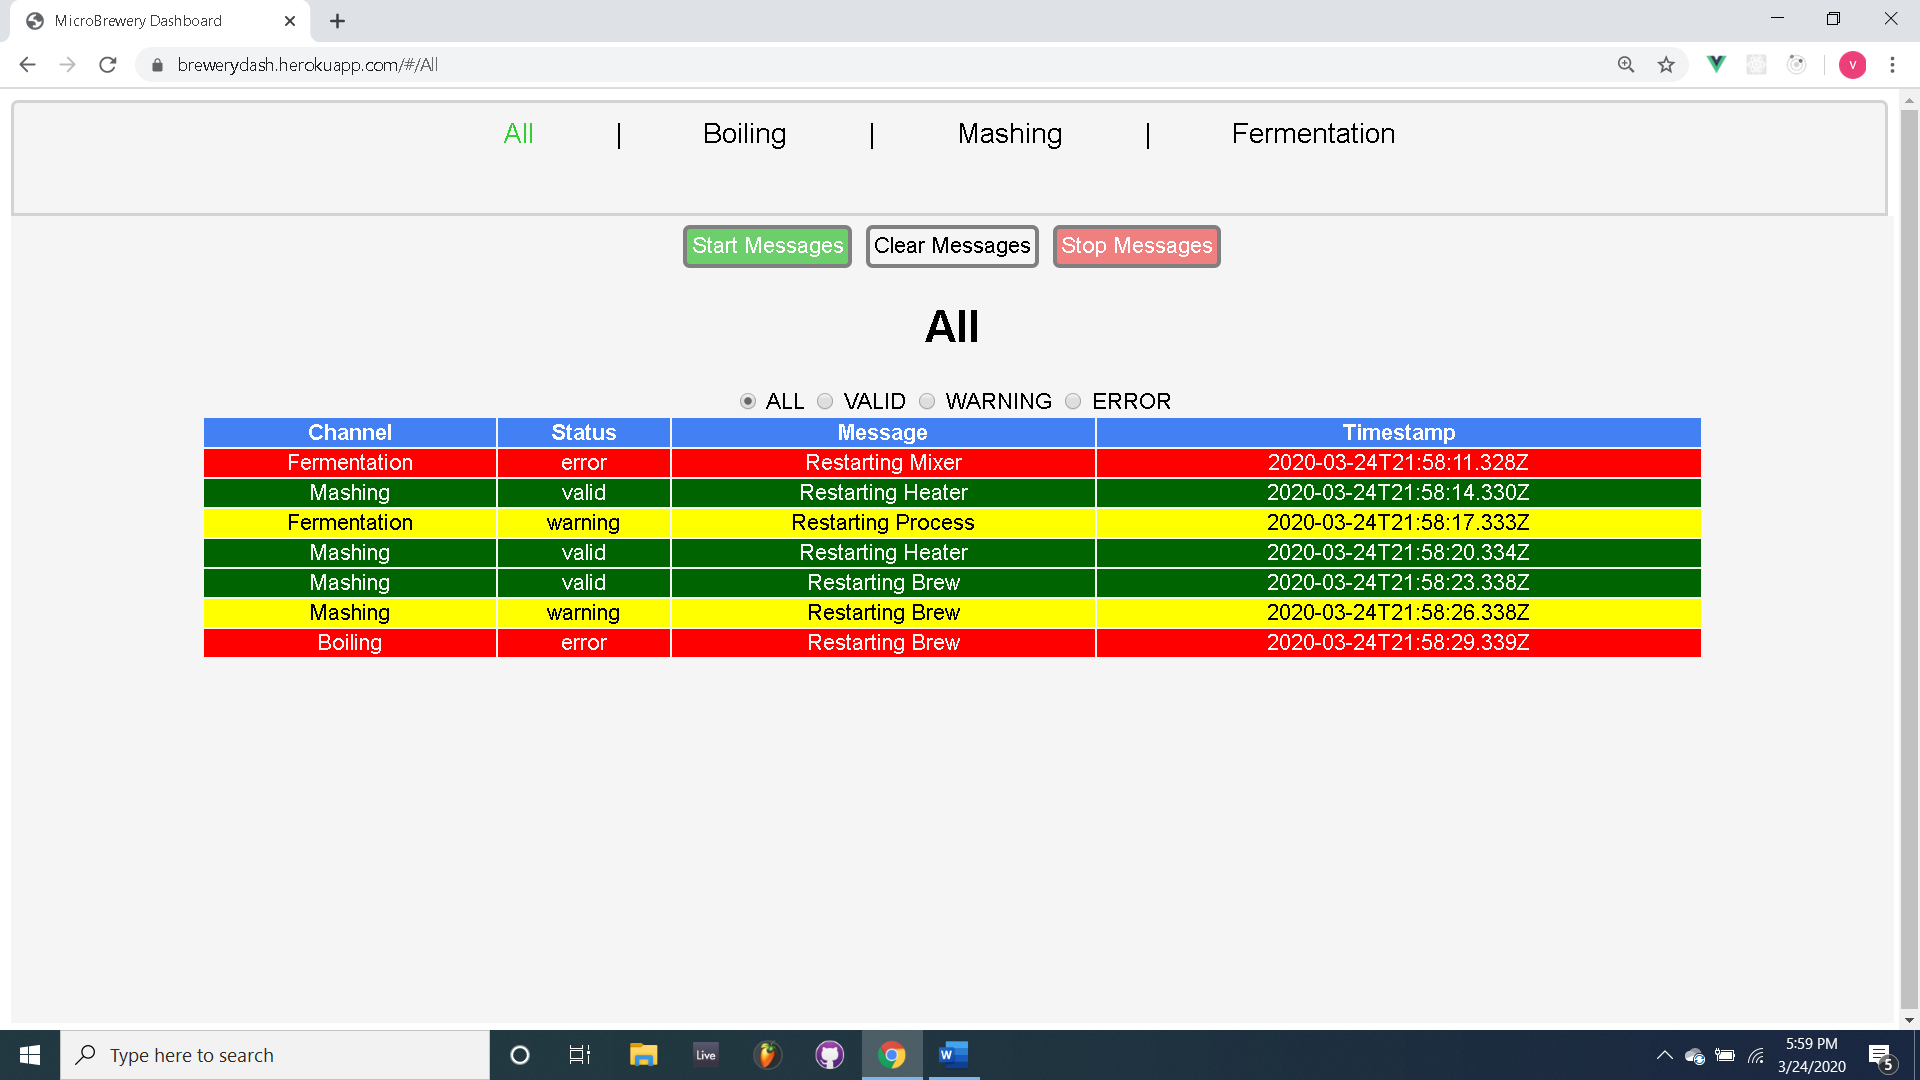 MicroBrewery Dashboard
brewerydash.herokuapp.com/#/All
V
All | Boiling | Mashing | Fermentation
Start Messages Clear Messages Stop Messages
All
ALL VALID WARNING ERROR
Channel Status Message Timestamp
Fermentation error Restarting Mixer 2020-03-24T21:58:11.328Z
Mashing valid Restarting Heater 2020-03-24T21:58:14.330Z
Fermentation warning Restarting Process 2020-03-24T21:58:17.333Z
Mashing valid Restarting Heater 2020-03-24T21:58:20.334Z
Mashing valid Restarting Brew 2020-03-24T21:58:23.338Z
Mashing warning Restarting Brew 2020-03-24T21:58:26.338Z
Boiling error Restarting Brew 2020-03-24T21:58:29.339Z
Type here to search
Live
W
5:59 PM
3/24/2020
5